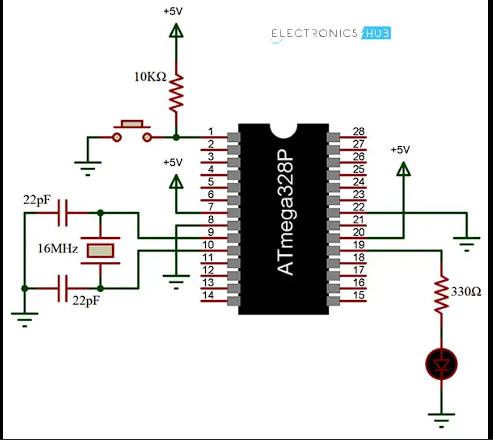 +5V
ELECTRONICS HUB
10KΩ
1
2
3
4
5
6
7
8
9
10
11
12
13
14
ATmega328P
28
27
26
25
24
23
22
21
20
19
18
17
16
15
+5V
+5V
22pF
16MHz
22pF
330Ω